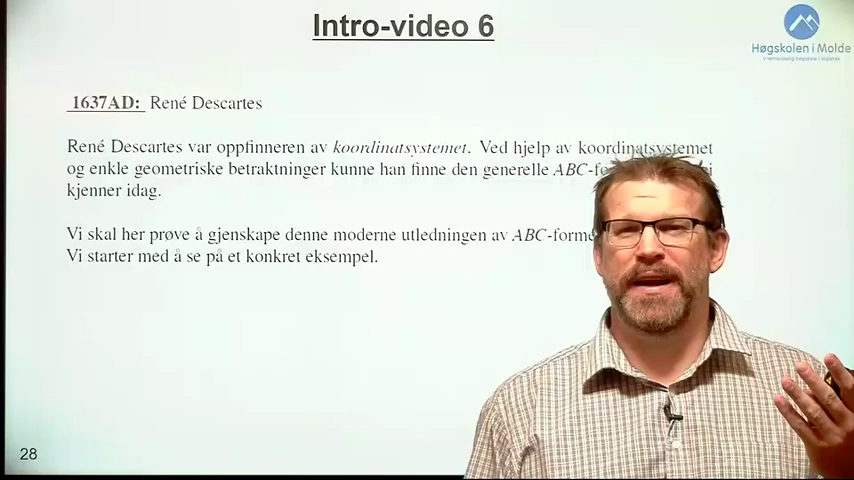 Intro-video 6
Høgskolen i Molde
1637AD: René Descartes
René Descartes var oppfinneren av koordinatsystemet. Ved hjelp av koordinatsystemet
og enkle geometriske betraktninger kunne han finne den generelle ABC-fo
kjenner idag.
Vi skal her prøve å gjenskape denne moderne utledningen av ABC-forme
Vi starter med å se på et konkret eksempel.
28